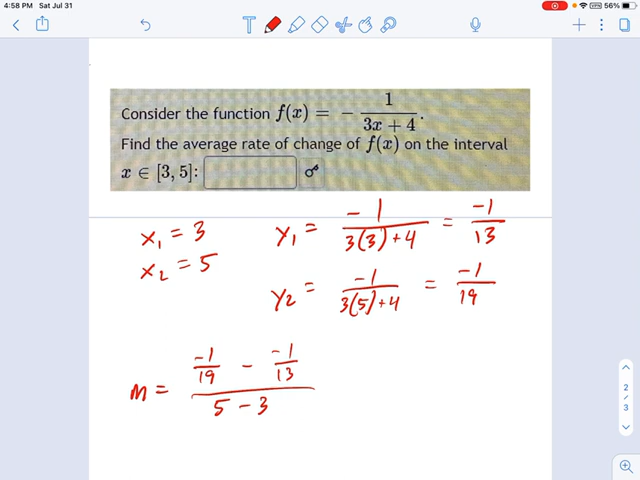 4:58 PM Sat Jul 31
VPN 56%
Consider the function f(x) = − 1/(3x + 4).
Find the average rate of change of f(x) on the interval
x ∈ [3, 5]:
x₁ = 3
y₁ = -1/(3(3)+4) = -1/13
x₂ = 5
y₂ = -1/(3(5)+4) = -1/19
m = (-1/19 - -1/13)/(5 - 3)
2/3